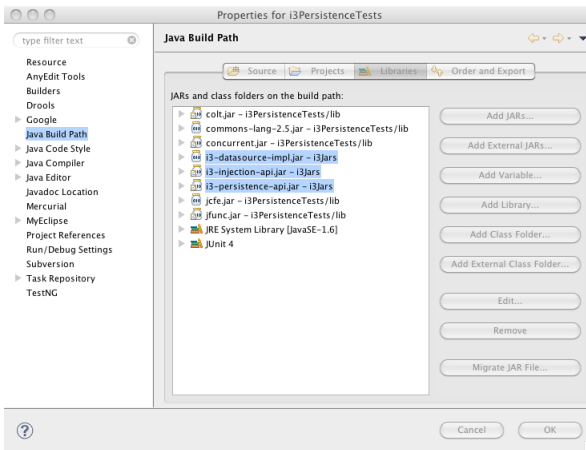 Properties for i3PersistenceTests
type filter text
Java Build Path
Resource
AnyEdit Tools
Builders
Drools
Google
Java Build Path
Java Code Style
Java Compiler
Java Editor
Javadoc Location
Mercurial
MyEclipse
Project References
Run/Debug Settings
Subversion
Task Repository
TestNG
Source
Projects
Libraries
Order and Export
JARs and class folders on the build path:
colt.jar – i3PersistenceTests/lib
commons-lang-2.5.jar – i3PersistenceTests/lib
concurrent.jar – i3PersistenceTests/lib
i3-datasource-impl.jar – i3Jars
i3-injection-api.jar – i3Jars
i3-persistence-api.jar – i3Jars
jcfe.jar – i3PersistenceTests/lib
jfunc.jar – i3PersistenceTests/lib
JRE System Library [JavaSE-1.6]
JUnit 4
Add JARs...
Add External JARs...
Add Variable...
Add Library...
Add Class Folder...
Add External Class Folder...
Edit...
Remove
Migrate JAR File...
?
Cancel
OK